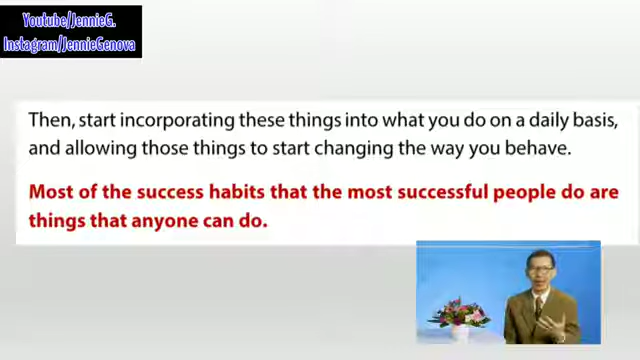 Youtube/JennieG.
Instagram/JennieGenova
Then, start incorporating these things into what you do on a daily basis,
and allowing those things to start changing the way you behave.
Most of the success habits that the most successful people do are
things that anyone can do.